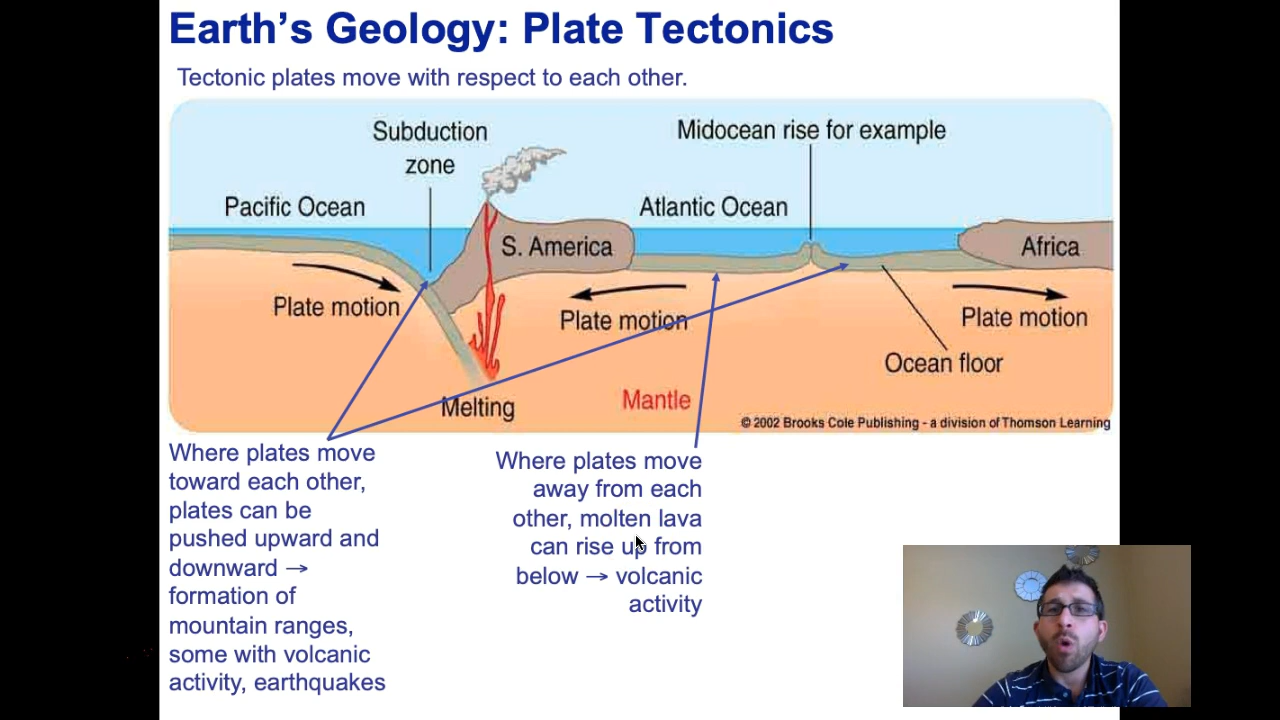 Earth's Geology: Plate Tectonics
Tectonic plates move with respect to each other.
Subduction
zone
Midocean rise for example
Pacific Ocean
Atlantic Ocean
S. America
Africa
Plate motion
Plate motion
Plate motion
Ocean floor
Melting
Mantle
© 2002 Brooks Cole Publishing - a division of Thomson Learning
Where plates move
toward each other,
plates can be
pushed upward and
downward →
formation of
mountain ranges,
some with volcanic
activity, earthquakes
Where plates move
away from each
other, molten lava
can rise up from
below → volcanic
activity